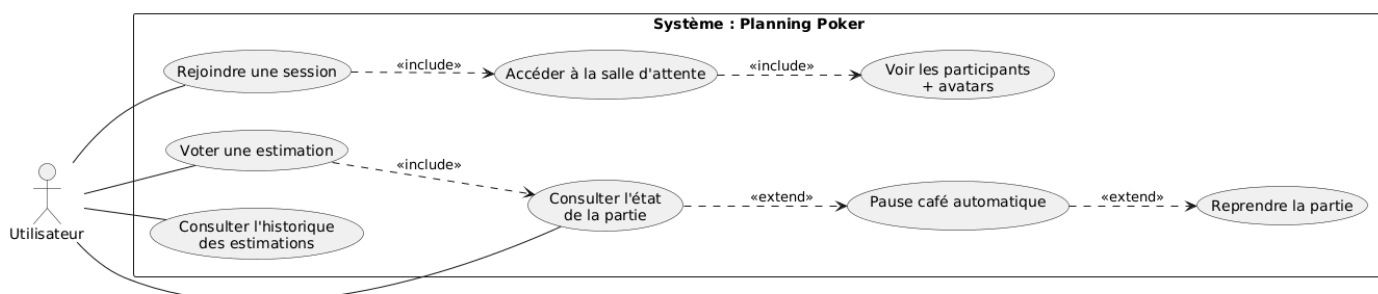 Système : Planning Poker
Rejoindre une session
«include»
Accéder à la salle d'attente
«include»
Voir les participants
+ avatars
Voter une estimation
«include»
Consulter l'état
de la partie
«extend»
Pause café automatique
«extend»
Reprendre la partie
Consulter l'historique
des estimations
Utilisateur